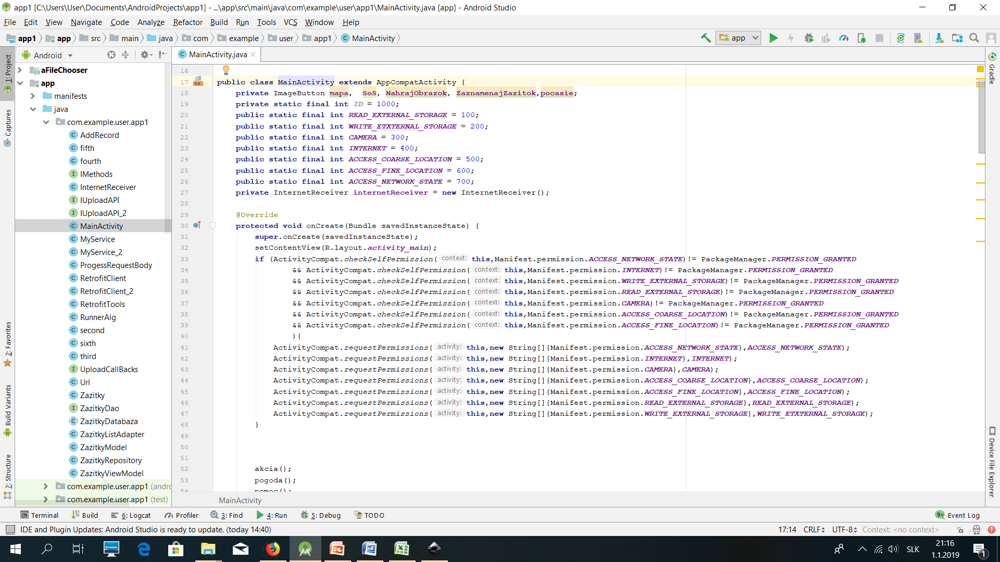 app1 [C:\Users\User\Documents\AndroidProjects\app1] - ...\app\src\main\java\com\example\user\app1\MainActivity.java [app] - Android Studio
File Edit View Navigate Code Analyze Refactor Build Run Tools VCS Window Help
app1 app src main java com example user app1 MainActivity app
Android MainActivity.java
1: Project
Captures
2: Favorites
Build Variants
7: Structure
aFileChooser
app
manifests
java
com.example.user.app1
AddRecord
fifth
fourth
IMethods
InternetReceiver
IUploadAPI
IUploadAPI_2
MainActivity
MyService
MyService_2
ProgessRequestBody
RetrofitClient
RetrofitClient_2
RetrofitTools
RunnerAlg
second
sixth
third
UploadCallBacks
Url
Zazitky
ZazitkyDao
ZazitkyDatabaza
ZazitkyListAdapter
ZazitkyModel
ZazitkyRepository
ZazitkyViewModel
com.example.user.app1 (andro
com.example.user.app1 (test)
16
17 public class MainActivity extends AppCompatActivity {
18 private ImageButton mapa, SoS, NahrajObrazok, ZaznamenajZazitok,pocasie;
19 private static final int ID = 1000;
20 public static final int READ_EXTERNAL_STORAGE = 100;
21 public static final int WRITE_ETXTERNAL_STORAGE = 200;
22 public static final int CAMERA = 300;
23 public static final int INTERNET = 400;
24 public static final int ACCESS_COARSE_LOCATION = 500;
25 public static final int ACCESS_FINE_LOCATION = 600;
26 public static final int ACCESS_NETWORK_STATE = 700;
27 private InternetReceiver internetReceiver = new InternetReceiver();
28
29 @Override
30 protected void onCreate(Bundle savedInstanceState) {
31 super.onCreate(savedInstanceState);
32 setContentView(R.layout.activity_main);
33 if (ActivityCompat.checkSelfPermission( context: this,Manifest.permission.ACCESS_NETWORK_STATE)!= PackageManager.PERMISSION_GRANTED
34 && ActivityCompat.checkSelfPermission( context: this,Manifest.permission.INTERNET)!= PackageManager.PERMISSION_GRANTED
35 && ActivityCompat.checkSelfPermission( context: this,Manifest.permission.WRITE_EXTERNAL_STORAGE)!= PackageManager.PERMISSION_GRANTED
36 && ActivityCompat.checkSelfPermission( context: this,Manifest.permission.READ_EXTERNAL_STORAGE)!= PackageManager.PERMISSION_GRANTED
37 && ActivityCompat.checkSelfPermission( context: this,Manifest.permission.CAMERA)!= PackageManager.PERMISSION_GRANTED
38 && ActivityCompat.checkSelfPermission( context: this,Manifest.permission.ACCESS_COARSE_LOCATION)!= PackageManager.PERMISSION_GRANTED
39 && ActivityCompat.checkSelfPermission( context: this,Manifest.permission.ACCESS_FINE_LOCATION)!= PackageManager.PERMISSION_GRANTED
40 ){
41 ActivityCompat.requestPermissions( activity: this,new String[]{Manifest.permission.ACCESS_NETWORK_STATE},ACCESS_NETWORK_STATE);
42 ActivityCompat.requestPermissions( activity: this,new String[]{Manifest.permission.INTERNET},INTERNET);
43 ActivityCompat.requestPermissions( activity: this,new String[]{Manifest.permission.CAMERA},CAMERA);
44 ActivityCompat.requestPermissions( activity: this,new String[]{Manifest.permission.ACCESS_COARSE_LOCATION},ACCESS_COARSE_LOCATION);
45 ActivityCompat.requestPermissions( activity: this,new String[]{Manifest.permission.ACCESS_FINE_LOCATION},ACCESS_FINE_LOCATION);
46 ActivityCompat.requestPermissions( activity: this,new String[]{Manifest.permission.READ_EXTERNAL_STORAGE},READ_EXTERNAL_STORAGE);
47 ActivityCompat.requestPermissions( activity: this,new String[]{Manifest.permission.WRITE_EXTERNAL_STORAGE},WRITE_ETXTERNAL_STORAGE);
48 }
49
50
51
52 akcia();
53 pogoda();
54 pomoc();
MainActivity
Gradle
Device File Explorer
Terminal Build 6: Logcat Profiler 3: Find 4: Run 5: Debug TODO 9+ Event Log
IDE and Plugin Updates: Android Studio is ready to update. (today 14:40) 17:14 CRLF UTF-8 Context: <no context>
SLK 21:16
1.1.2019 1